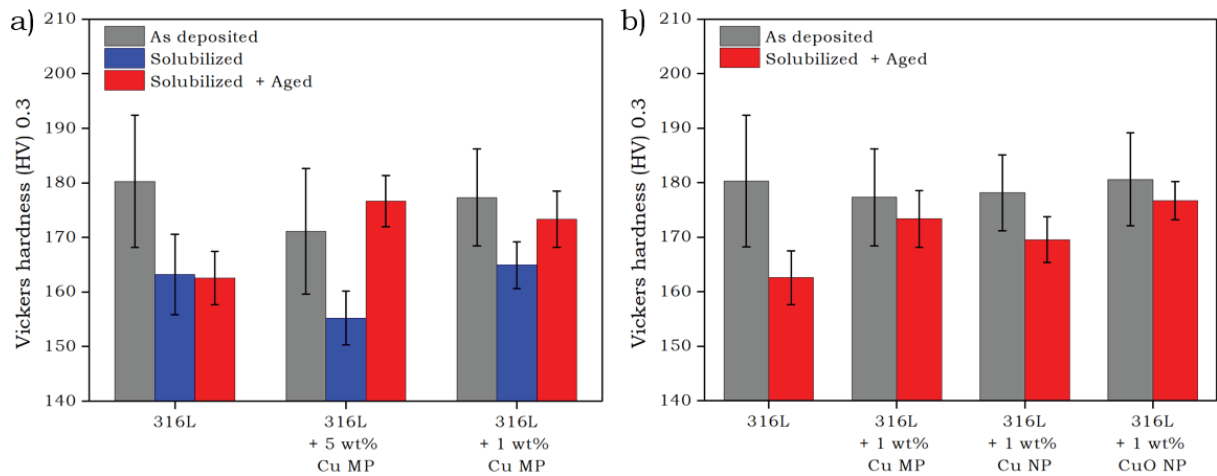 a)
Vickers hardness (HV) 0.3
210
200
190
180
170
160
150
140
As deposited
Solubilized
Solubilized + Aged
316L
316L
+ 5 wt%
Cu MP
316L
+ 1 wt%
Cu MP
b)
Vickers hardness (HV) 0.3
210
200
190
180
170
160
150
140
As deposited
Solubilized + Aged
316L
316L
+ 1 wt%
Cu MP
316L
+ 1 wt%
Cu NP
316L
+ 1 wt%
CuO NP